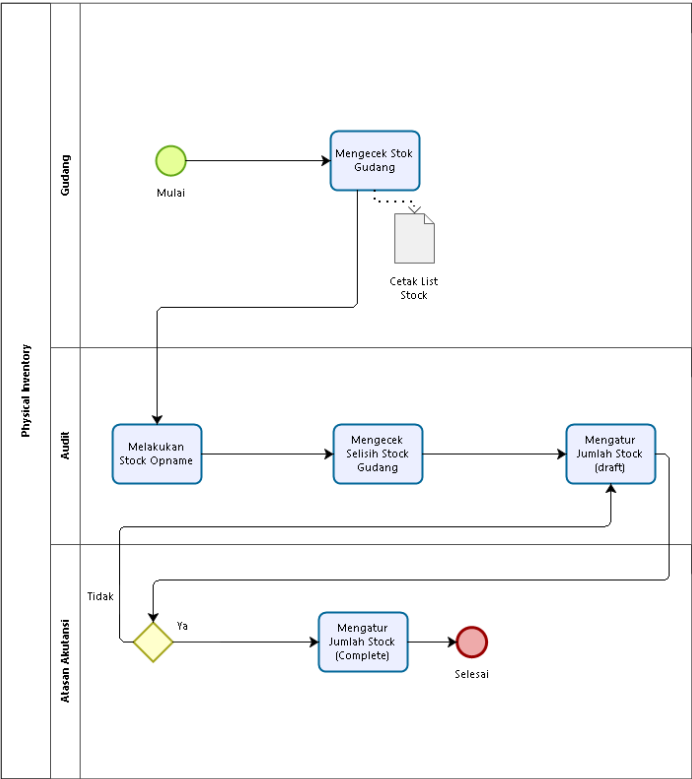 Physical Inventory
Gudang
Mulai
Mengecek Stok
Gudang
Cetak List
Stock
Audit
Melakukan
Stock Opname
Mengecek
Selisih Stock
Gudang
Mengatur
Jumlah Stock
(draft)
Atasan Akutansi
Tidak
Ya
Mengatur
Jumlah Stock
(Complete)
Selesai